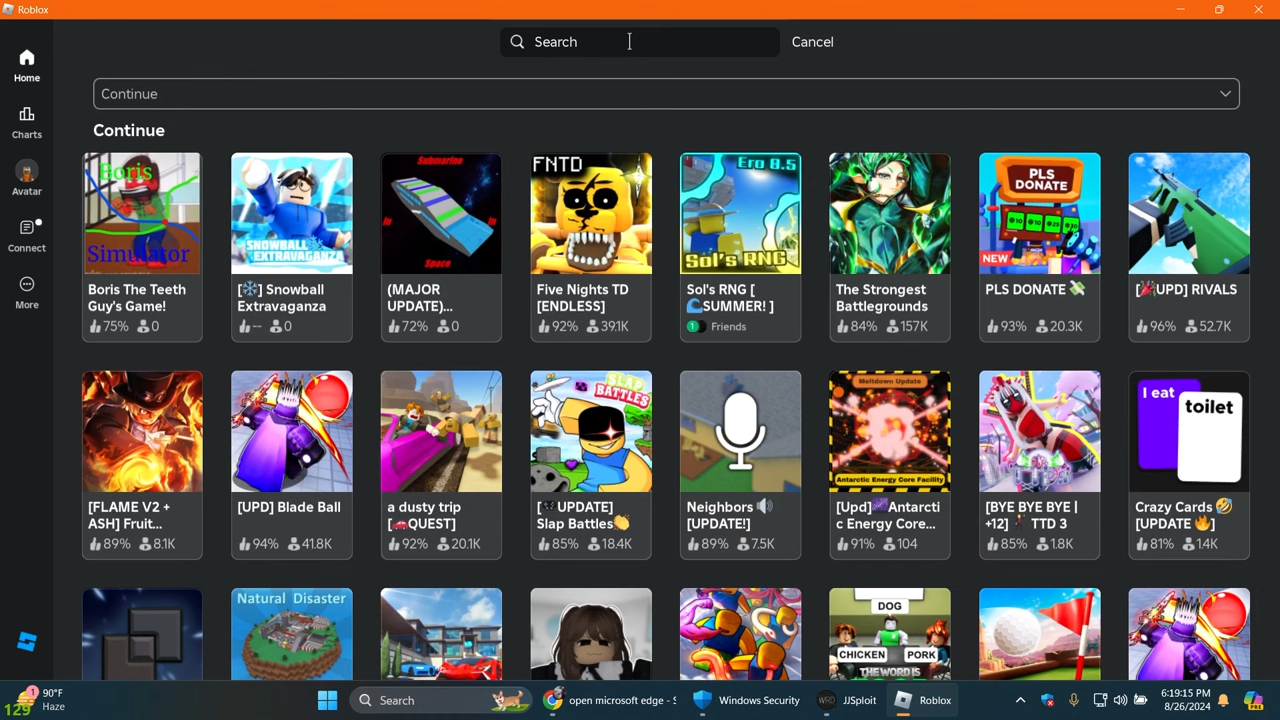 Roblox
Search
Cancel
Home
Charts
Avatar
Connect
More
Continue
Continue
Boris
Simulator
Boris The Teeth
Guy's Game!
75% 0
SNOWBALL
EXTRAVAGANZA
[❄️] Snowball
Extravaganza
-- 0
Submarine
in in
Space
(MAJOR
UPDATE)...
72% 0
FNTD
Five Nights TD
[ENDLESS]
92% 39.1K
Era 8.5
Sol's RNG
Sol's RNG [
🌊SUMMER! ]
1 Friends
The Strongest
Battlegrounds
84% 157K
PLS
DONATE
NEW
PLS DONATE 💸
93% 20.3K
[🎉UPD] RIVALS
96% 52.7K
[FLAME V2 +
ASH] Fruit...
89% 8.1K
[UPD] Blade Ball
94% 41.8K
a dusty trip
[🚗QUEST]
92% 20.1K
SLAP
BATTLES
UPDATE]
Slap Battles👏
85% 18.4K
Neighbors 🔊
[UPDATE!]
89% 7.5K
Meltdown Update
Antarctic Energy Core Facility
[Upd]🎆Antarcti
c Energy Core...
91% 104
[BYE BYE BYE |
+12] TTD 3
85% 1.8K
I eat
toilet
Crazy Cards 🤣
[UPDATE 🔥]
81% 1.4K
Natural Disaster
DOG
CHICKEN PORK
THE WORD IS
1
129
90°F
Haze
Search
open microsoft edge - S
Windows Security
WRD
JJSploit
Roblox
6:19:15 PM
8/26/2024
PRE